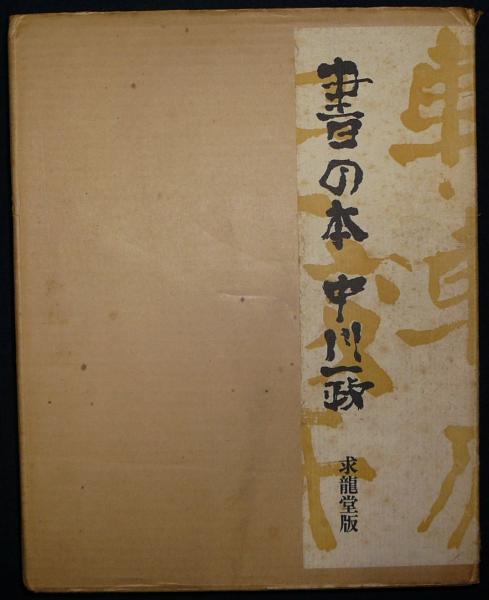 書の本 中川一政
求龍堂版